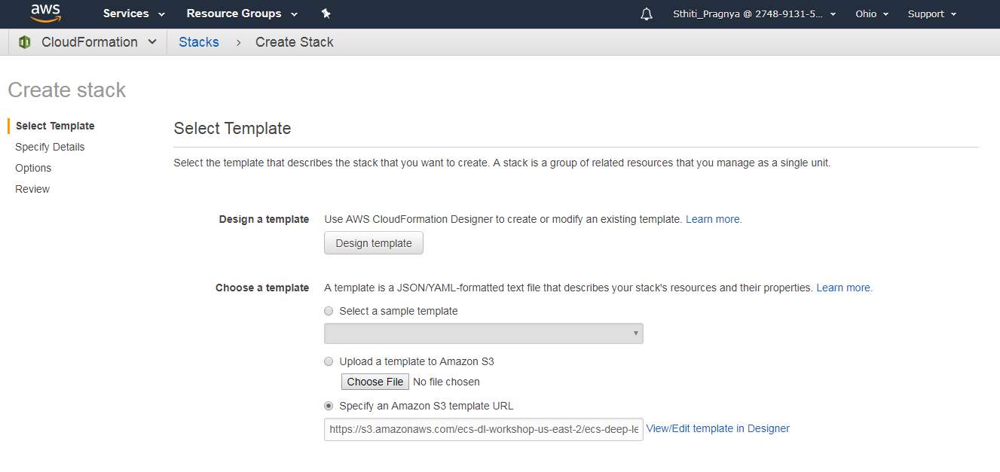 aws Services Resource Groups Sthiti_Pragnya @ 2748-9131-5... Ohio Support
CloudFormation Stacks > Create Stack
Create stack
Select Template
Specify Details
Options
Review
Select Template
Select the template that describes the stack that you want to create. A stack is a group of related resources that you manage as a single unit.
Design a template Use AWS CloudFormation Designer to create or modify an existing template. Learn more.
Design template
Choose a template A template is a JSON/YAML-formatted text file that describes your stack's resources and their properties. Learn more.
Select a sample template
Upload a template to Amazon S3
Choose File No file chosen
Specify an Amazon S3 template URL
https://s3.amazonaws.com/ecs-dl-workshop-us-east-2/ecs-deep-le View/Edit template in Designer